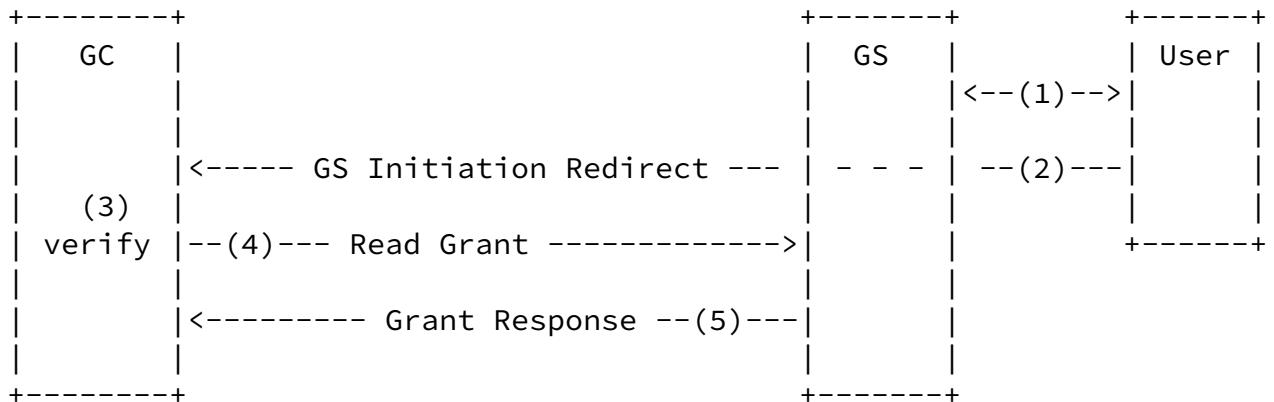 +--------+                                   +-------+        +------+
|   GC   |                                   |  GS   |        | User |
|        |                                   |       |<--(1)-->|      |
|        |                                   |       |        |      |
|        |<----- GS Initiation Redirect --- | - - - | --(2)---|      |
|  (3)   |                                   |       |        |      |
| verify |--(4)--- Read Grant ------------->|       |        +------+
|        |                                   |       |
|        |<--------- Grant Response --(5)---|       |
|        |                                   |       |
+--------+                                   +-------+